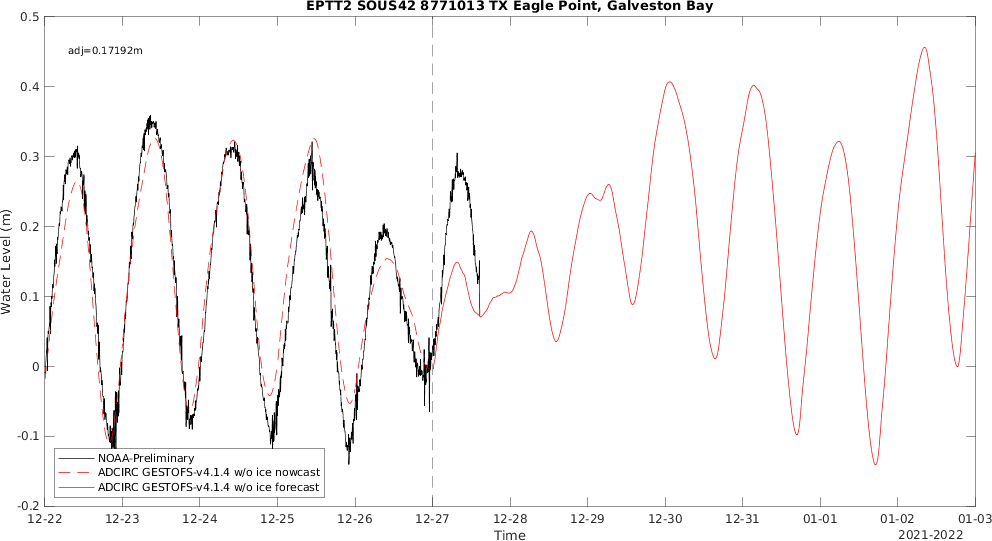 EPTT2 SOUS42 8771013 TX Eagle Point, Galveston Bay
0.5
adj=0.17192m
0.4
0.3
0.2
0.1
0
-0.1
-0.2
Water Level (m)
NOAA-Preliminary
ADCIRC GESTOFS-v4.1.4 w/o ice nowcast
ADCIRC GESTOFS-v4.1.4 w/o ice forecast
12-22 12-23 12-24 12-25 12-26 12-27 12-28 12-29 12-30 12-31 01-01 01-02 01-03
Time
2021-2022